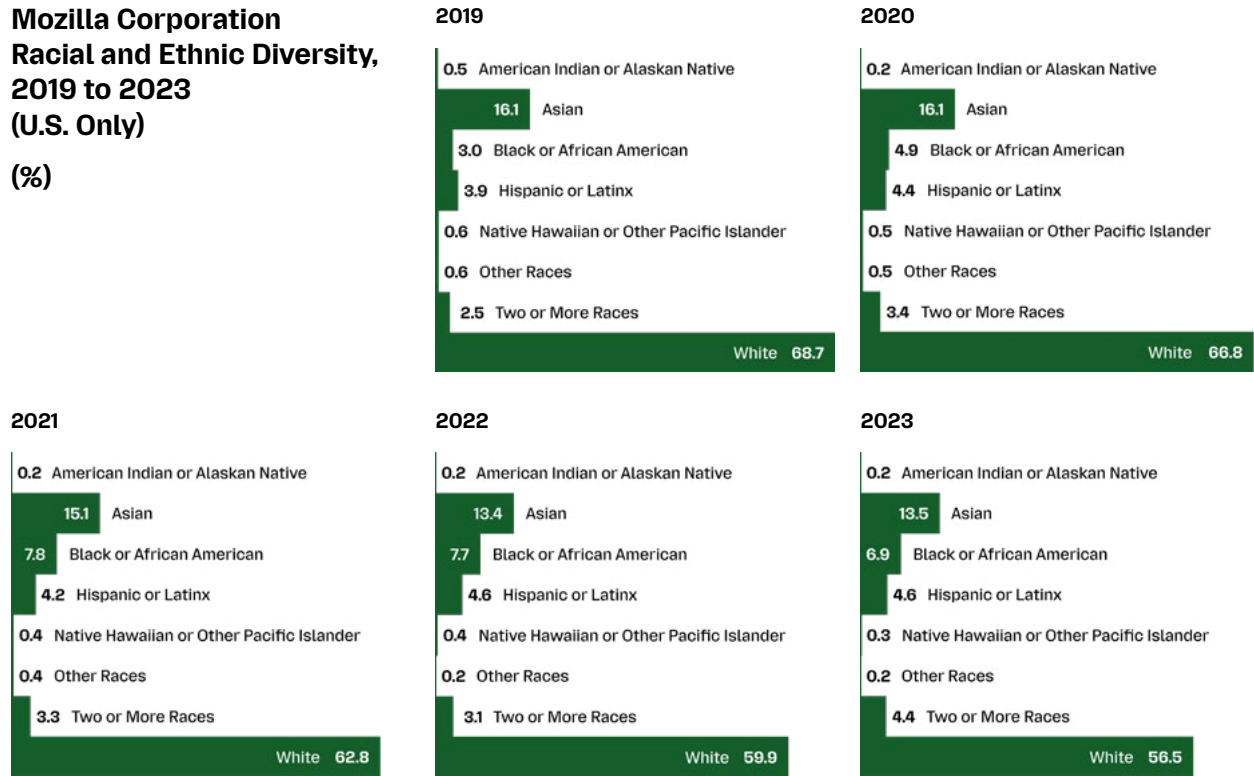 Mozilla Corporation
Racial and Ethnic Diversity,
2019 to 2023
(U.S. Only)
(%)
2019
0.5 American Indian or Alaskan Native
16.1 Asian
3.0 Black or African American
3.9 Hispanic or Latinx
0.6 Native Hawaiian or Other Pacific Islander
0.6 Other Races
2.5 Two or More Races
White 68.7
2020
0.2 American Indian or Alaskan Native
16.1 Asian
4.9 Black or African American
4.4 Hispanic or Latinx
0.5 Native Hawaiian or Other Pacific Islander
0.5 Other Races
3.4 Two or More Races
White 66.8
2021
0.2 American Indian or Alaskan Native
15.1 Asian
7.8 Black or African American
4.2 Hispanic or Latinx
0.4 Native Hawaiian or Other Pacific Islander
0.4 Other Races
3.3 Two or More Races
White 62.8
2022
0.2 American Indian or Alaskan Native
13.4 Asian
7.7 Black or African American
4.6 Hispanic or Latinx
0.4 Native Hawaiian or Other Pacific Islander
0.2 Other Races
3.1 Two or More Races
White 59.9
2023
0.2 American Indian or Alaskan Native
13.5 Asian
6.9 Black or African American
4.6 Hispanic or Latinx
0.3 Native Hawaiian or Other Pacific Islander
0.2 Other Races
4.4 Two or More Races
White 56.5